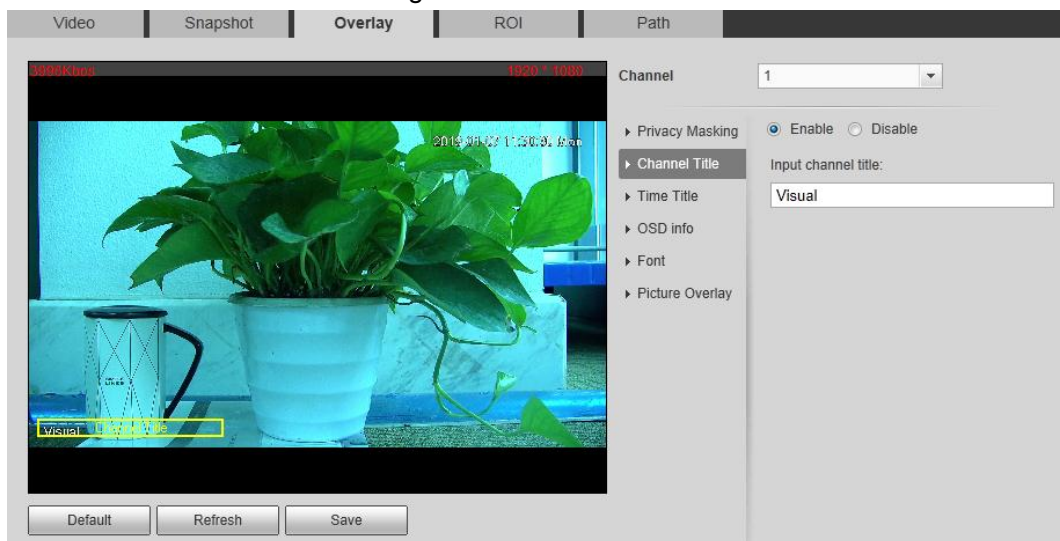 Video Snapshot Overlay ROI Path
3096Kbps 1920 * 1080
Channel 1
Privacy Masking
Enable Disable
Channel Title
Input channel title:
Visual
Time Title
OSD info
Font
Picture Overlay
Visual Channel Title
Default Refresh Save